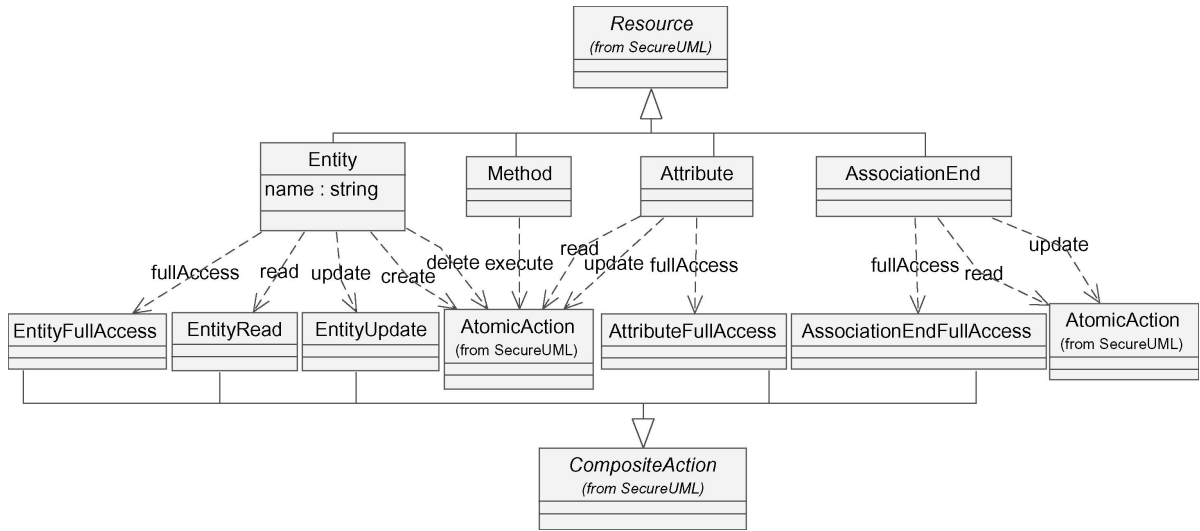 Resource
(from SecureUML)
Entity
name : string
Method
Attribute
AssociationEnd
fullAccess
read
update
create
delete
execute
read
update
fullAccess
fullAccess
read
update
EntityFullAccess
EntityRead
EntityUpdate
AtomicAction
(from SecureUML)
AttributeFullAccess
AssociationEndFullAccess
AtomicAction
(from SecureUML)
CompositeAction
(from SecureUML)